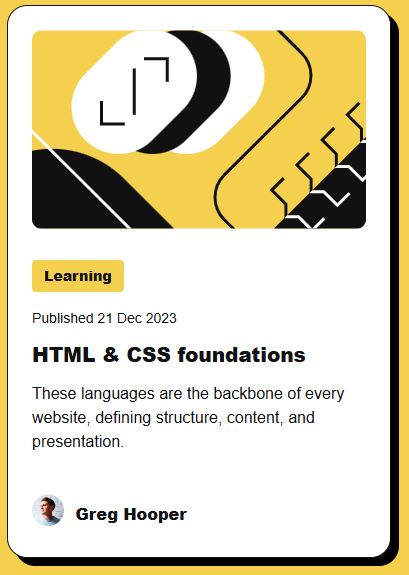 Learning
Published 21 Dec 2023
HTML & CSS foundations
These languages are the backbone of every
website, defining structure, content, and
presentation.
Greg Hooper